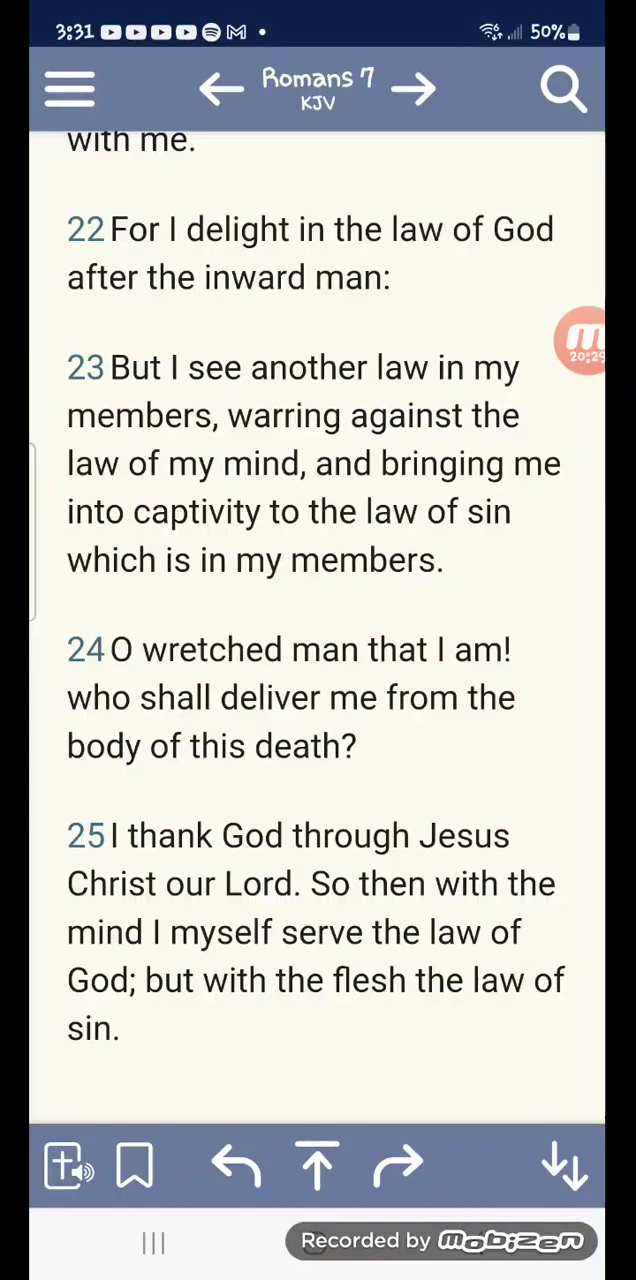 3:31
50%
Romans 7
KJV
with me.
22 For I delight in the law of God
after the inward man:
23 But I see another law in my
members, warring against the
law of my mind, and bringing me
into captivity to the law of sin
which is in my members.
20:29
24 O wretched man that I am!
who shall deliver me from the
body of this death?
25 I thank God through Jesus
Christ our Lord. So then with the
mind I myself serve the law of
God; but with the flesh the law of
sin.
Recorded by mobizen